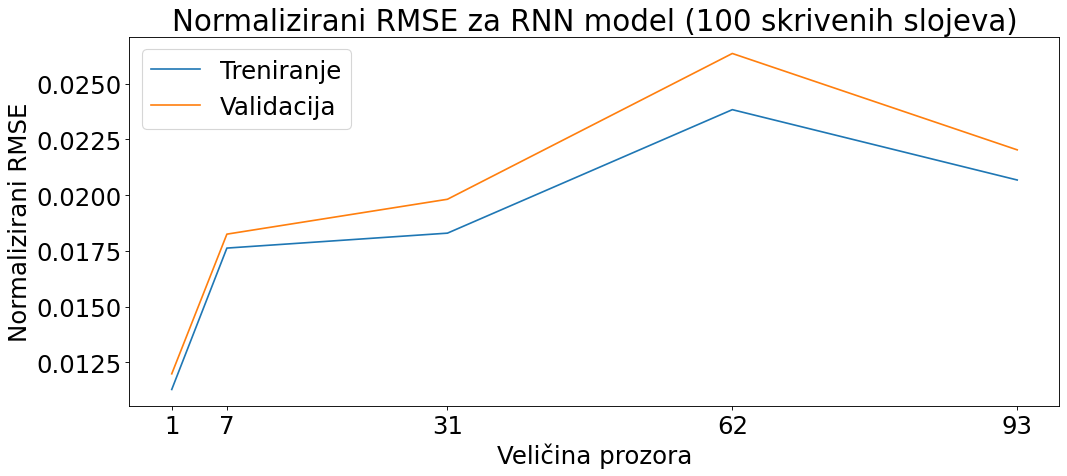 Normalizirani RMSE za RNN model (100 skrivenih slojeva)
Treniranje
Validacija
Normalizirani RMSE
0.0250
0.0225
0.0200
0.0175
0.0150
0.0125
1 7 31 62 93
Veličina prozora